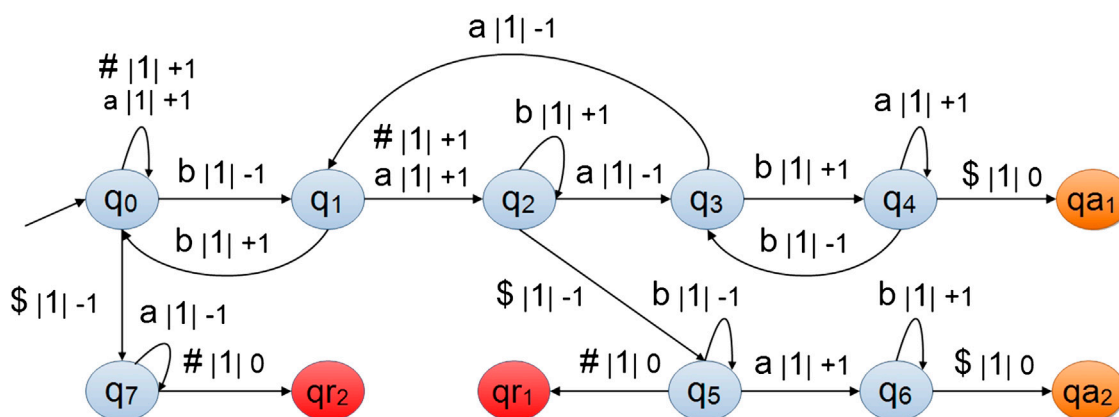 a |1| -1
# |1| +1
a |1| +1
b |1| +1
a |1| +1
# |1| +1
a |1| +1
b |1| -1
a |1| -1
b |1| +1
$ |1| 0
q0
q1
q2
q3
q4
qa1
b |1| +1
b |1| -1
$ |1| -1
a |1| -1
$ |1| -1
b |1| -1
b |1| +1
# |1| 0
# |1| 0
a |1| +1
$ |1| 0
q7
qr2
qr1
q5
q6
qa2